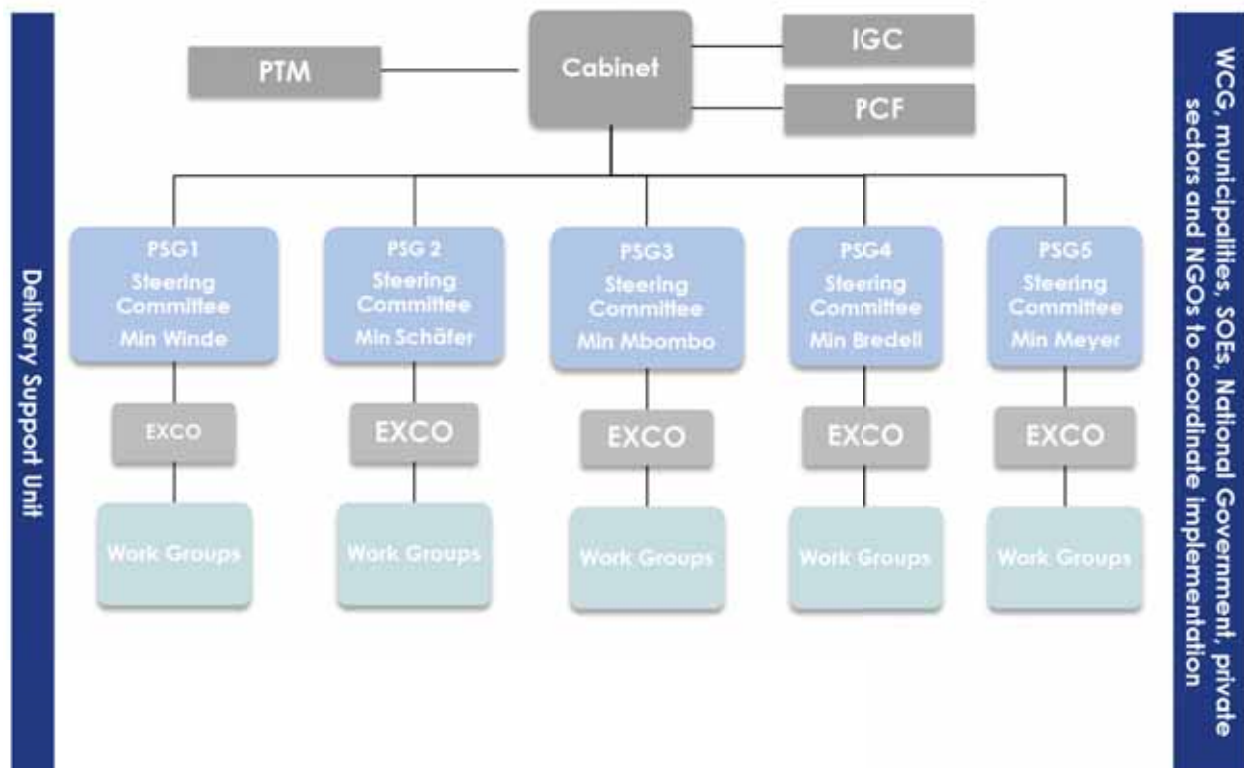 PTM
Cabinet
IGC
PCF
PSG1
Steering
Committee
Min Winde
PSG 2
Steering
Committee
Min Schäfer
PSG3
Steering
Committee
Min Mbombo
PSG4
Steering
Committee
Min Bredell
PSG5
Steering
Committee
Min Meyer
EXCO
EXCO
EXCO
EXCO
EXCO
Work Groups
Work Groups
Work Groups
Work Groups
Work Groups
Delivery Support Unit
WCG, municipalities, SOEs, National Government, private
sectors and NGOs to coordinate implementation